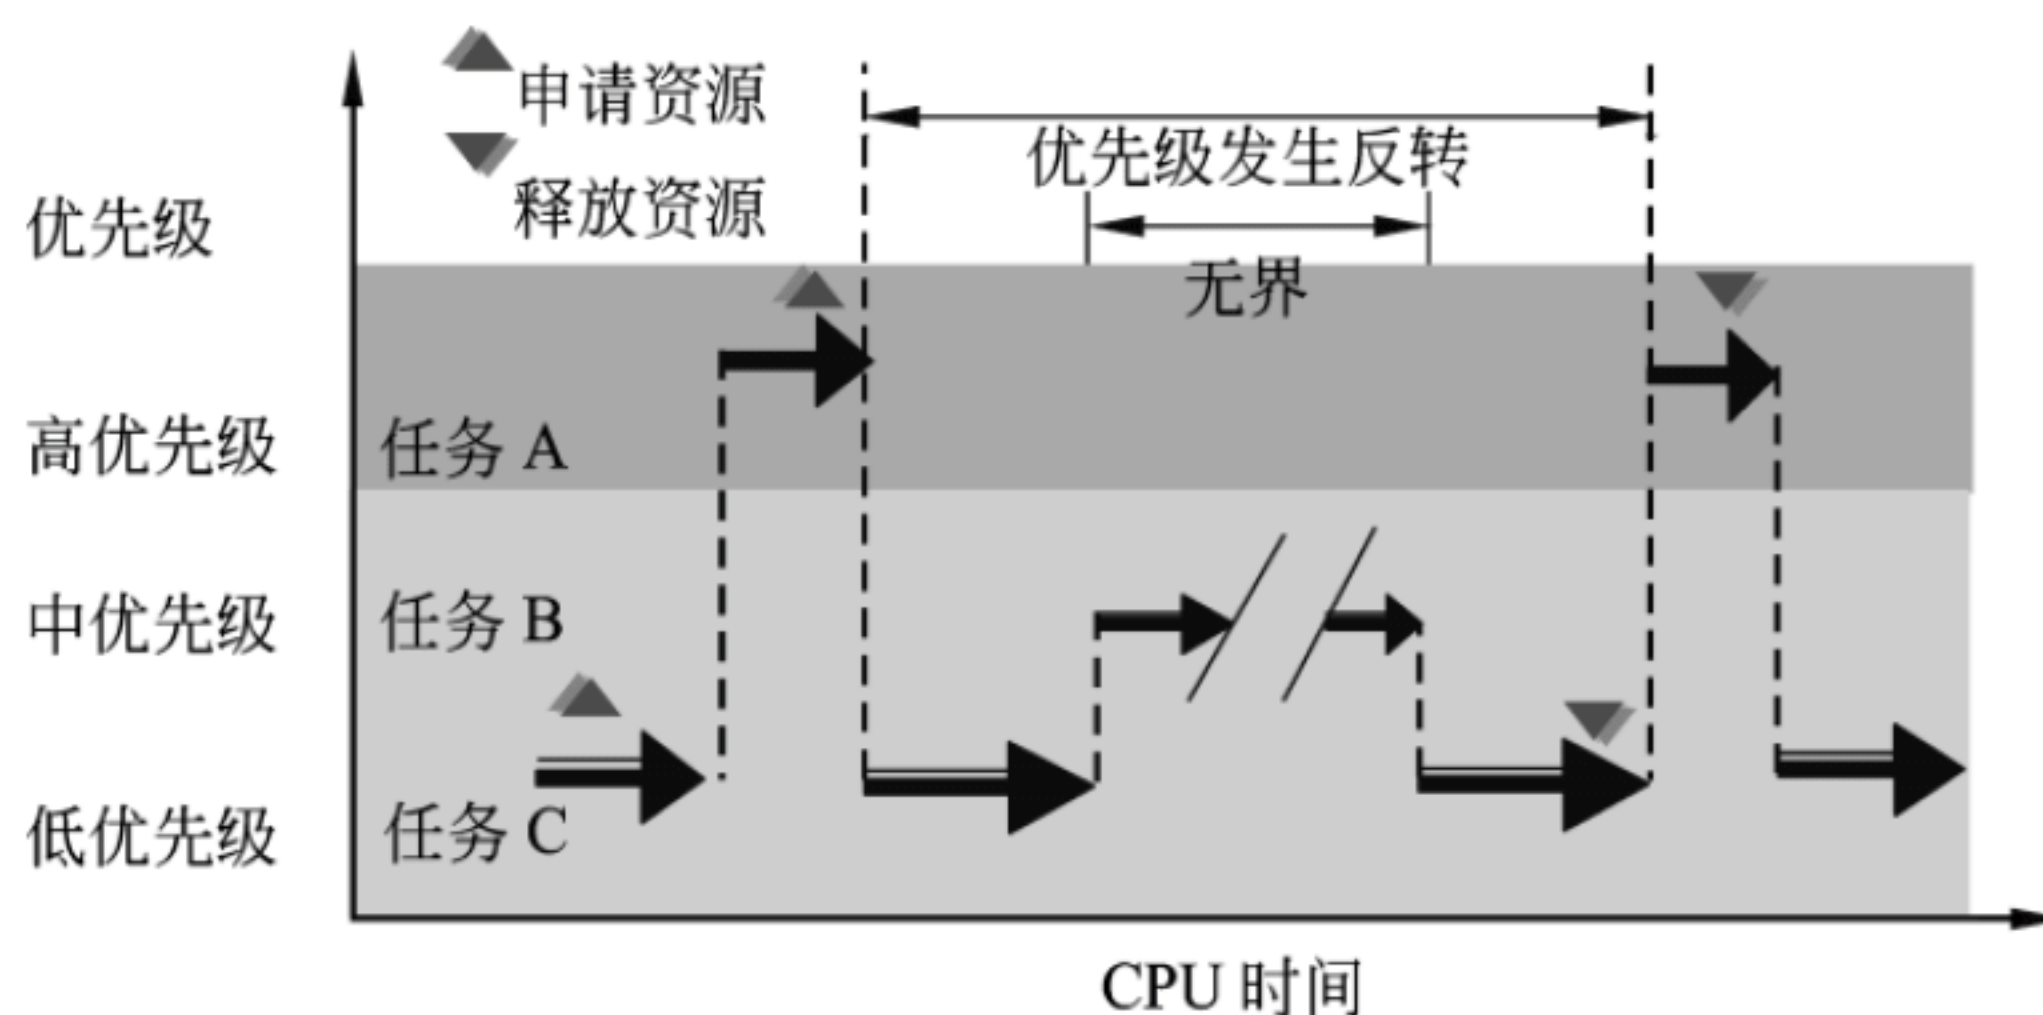 申请资源
释放资源
优先级发生反转
优先级
无界
高优先级
任务 A
中优先级
任务 B
低优先级
任务 C
CPU 时间